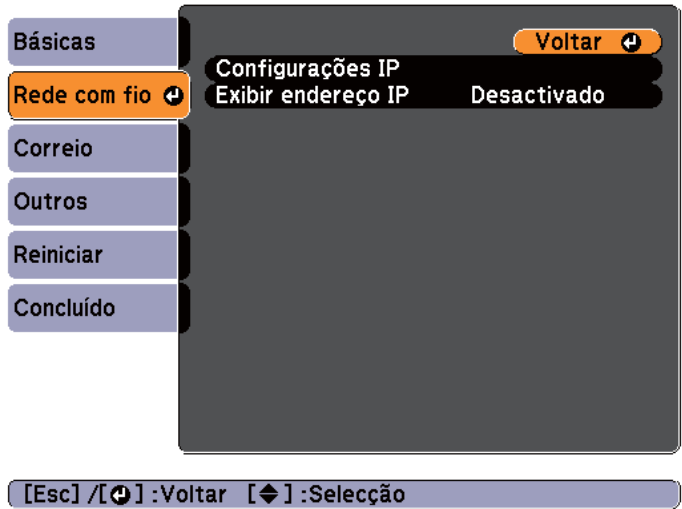 Básicas
Rede com fio
Correio
Outros
Reiniciar
Concluído
Voltar
Configurações IP
Exibir endereço IP Desactivado
[Esc] /[ ] :Voltar [ ] :Selecção